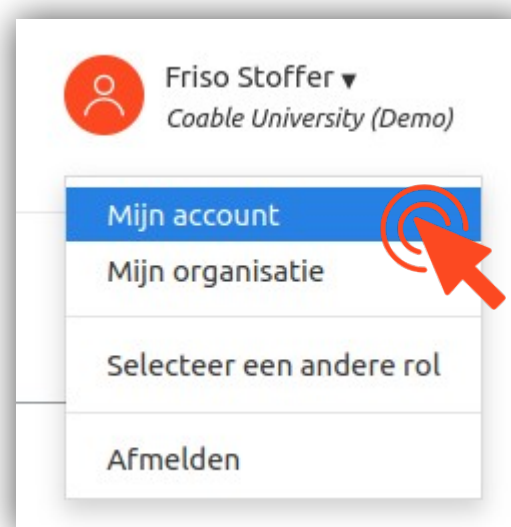 Friso Stoffer ▼
Coable University (Demo)
Mijn account
Mijn organisatie
Selecteer een andere rol
Afmelden